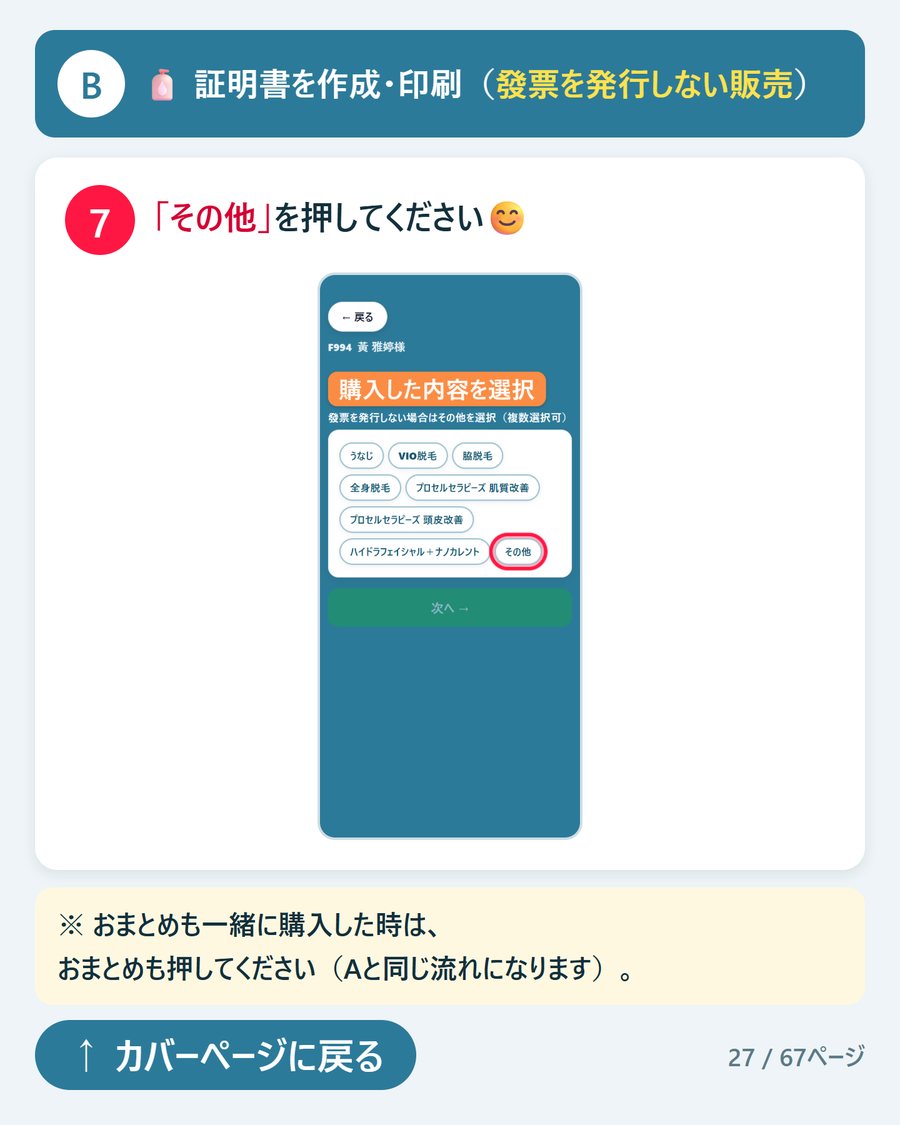 B 証明書を作成・印刷（發票を発行しない販売）
7 「その他」を押してください
← 戻る
F994 黃 雅婷様
購入した内容を選択
發票を発行しない場合はその他を選択（複数選択可）
うなじ VIO脱毛 脇脱毛
全身脱毛 プロセルセラピーズ 肌質改善
プロセルセラピーズ 頭皮改善
ハイドラフェイシャル＋ナノカレント その他
次へ →
※ おまとめも一緒に購入した時は、
おまとめも押してください（Aと同じ流れになります）。
↑ カバーページに戻る
27 / 67ページ